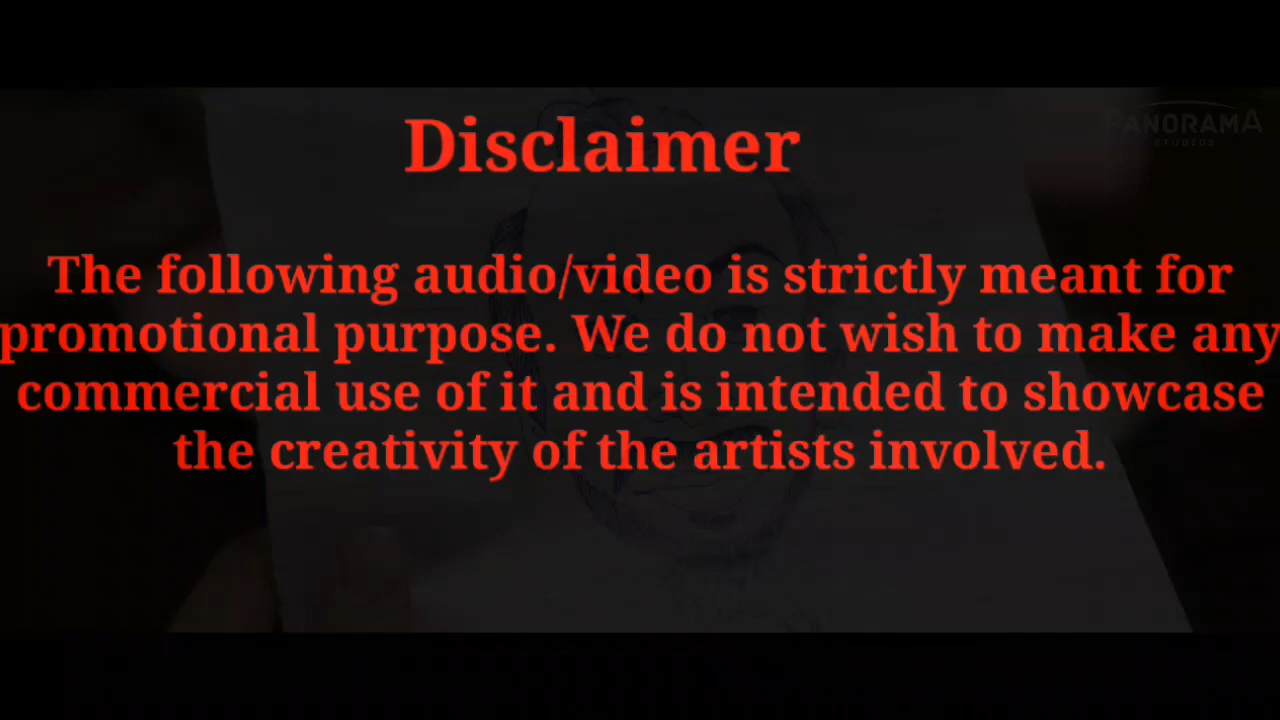 PANORAMA
STUDIOS
Disclaimer
The following audio/video is strictly meant for
promotional purpose. We do not wish to make any
commercial use of it and is intended to showcase
the creativity of the artists involved.